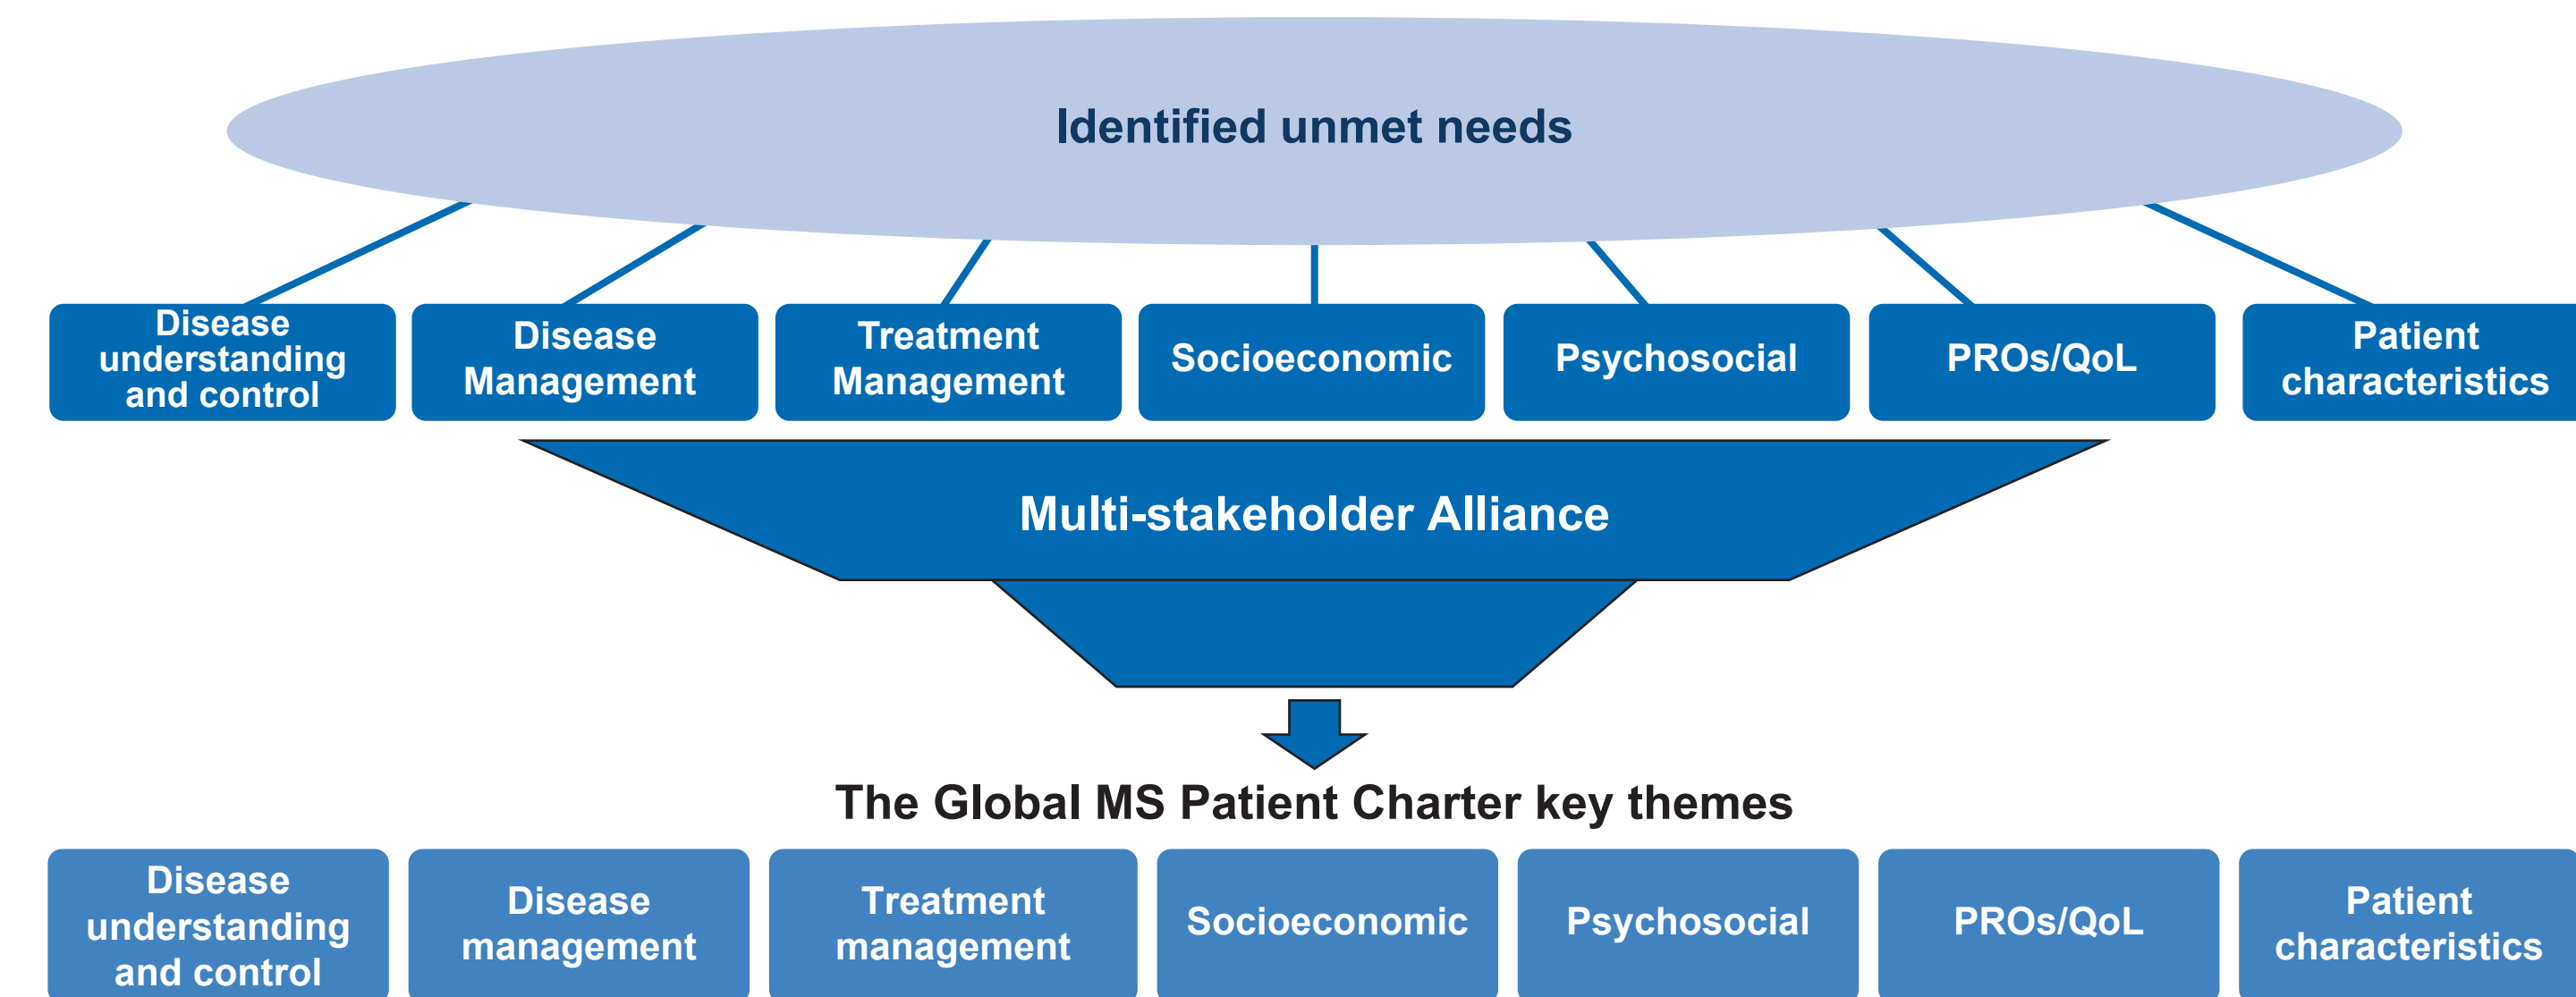 Identified unmet needs
Disease
understanding
and control
Disease
Management
Treatment
Management
Socioeconomic
Psychosocial
PROs/QoL
Patient
characteristics
Multi-stakeholder Alliance
The Global MS Patient Charter key themes
Disease
understanding
and control
Disease
management
Treatment
management
Socioeconomic
Psychosocial
PROs/QoL
Patient
characteristics